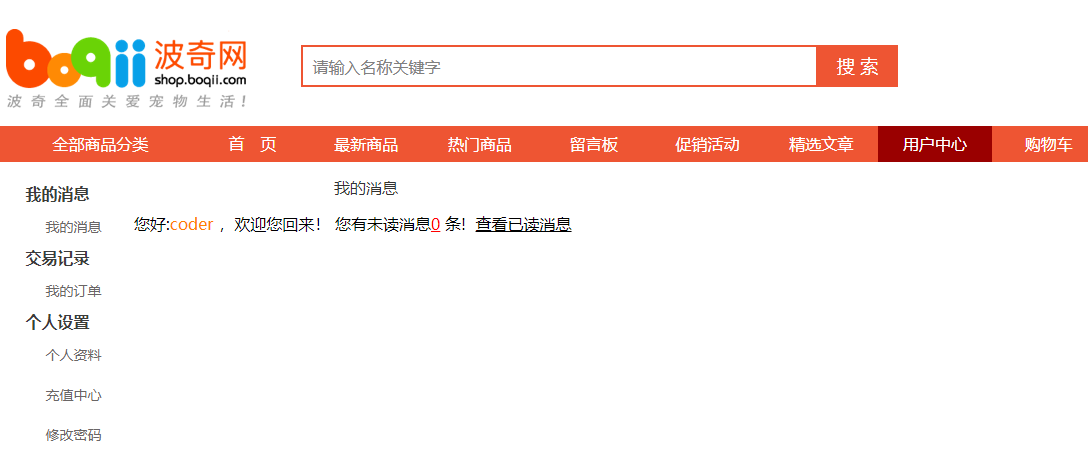 boqii 波奇网
shop.boqii.com
波奇全面关爱宠物生活!
请输入名称关键字 搜 索
全部商品分类 首 页 最新商品 热门商品 留言板 促销活动 精选文章 用户中心 购物车
我的消息
我的消息
我的消息
您好:coder ，欢迎您回来！ 您有未读消息0 条! 查看已读消息
交易记录
我的订单
个人设置
个人资料
充值中心
修改密码